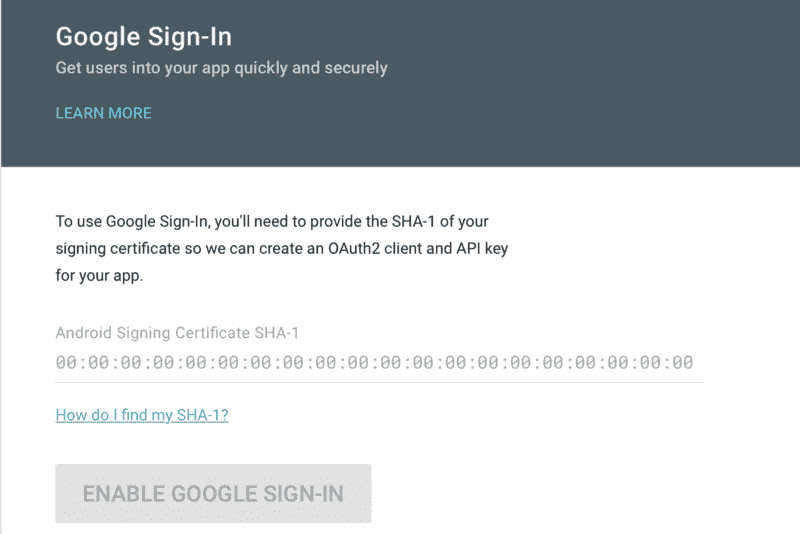 Google Sign-In
Get users into your app quickly and securely
LEARN MORE
To use Google Sign-In, you'll need to provide the SHA-1 of your
signing certificate so we can create an OAuth2 client and API key
for your app.
Android Signing Certificate SHA-1
00:00:00:00:00:00:00:00:00:00:00:00:00:00:00:00:00:00:00:00
How do I find my SHA-1?
ENABLE GOOGLE SIGN-IN